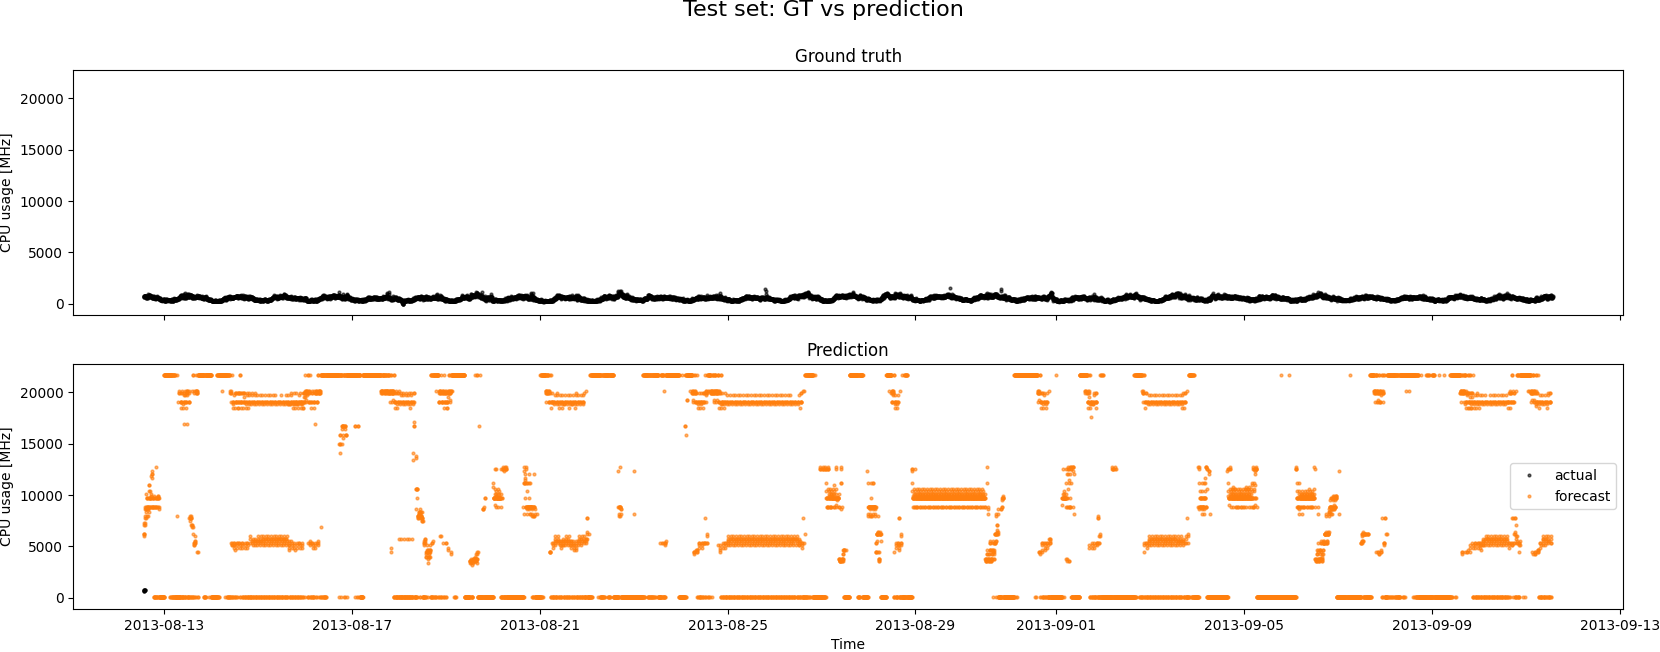 Test set: GT vs prediction
Ground truth
20000
15000
10000
5000
0
CPU usage [MHz]
Prediction
20000
15000
10000
5000
0
CPU usage [MHz]
actual
forecast
2013-08-13 2013-08-17 2013-08-21 2013-08-25 2013-08-29 2013-09-01 2013-09-05 2013-09-09 2013-09-13
Time